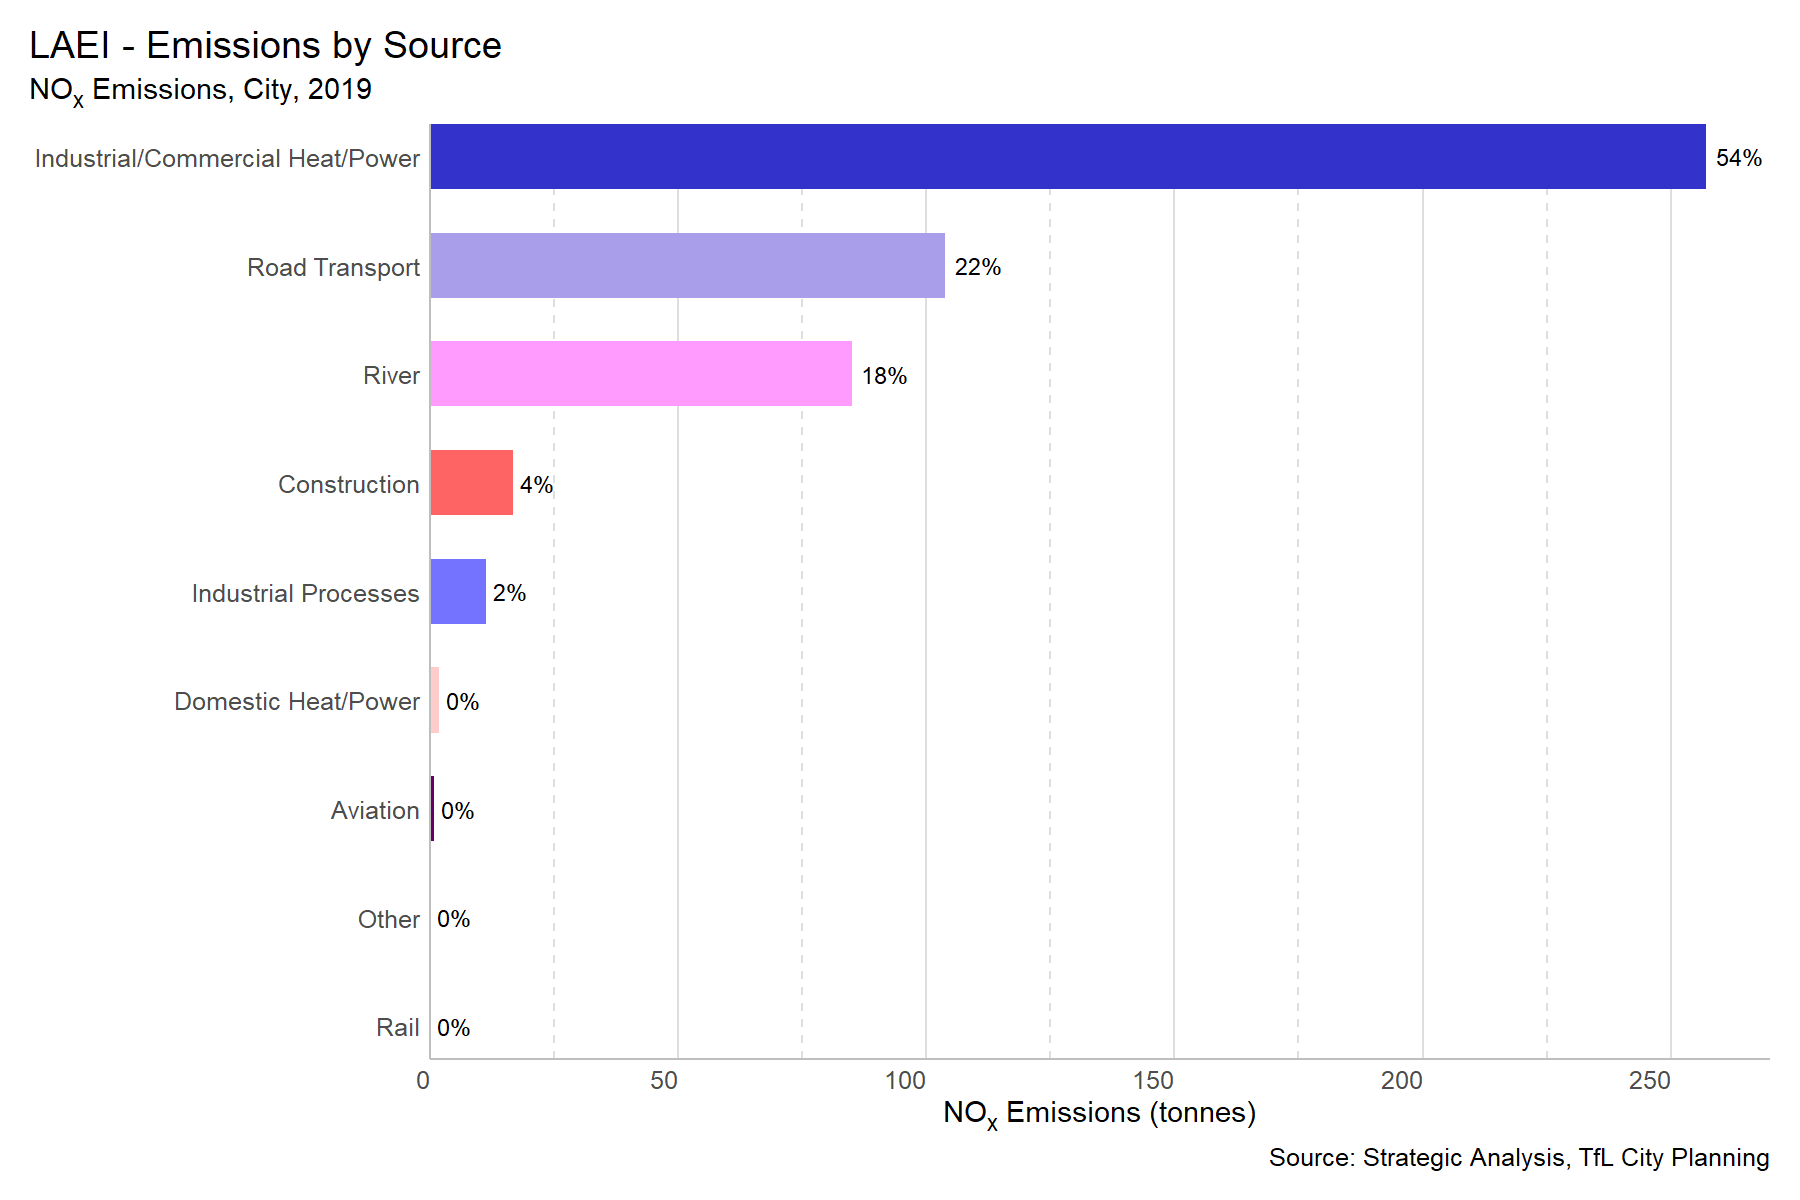 LAEI - Emissions by Source
NOx Emissions, City, 2019
Industrial/Commercial Heat/Power 54%
Road Transport 22%
River 18%
Construction 4%
Industrial Processes 2%
Domestic Heat/Power 0%
Aviation 0%
Other 0%
Rail 0%
0 50 100 150 200 250
NOx Emissions (tonnes)
Source: Strategic Analysis, TfL City Planning